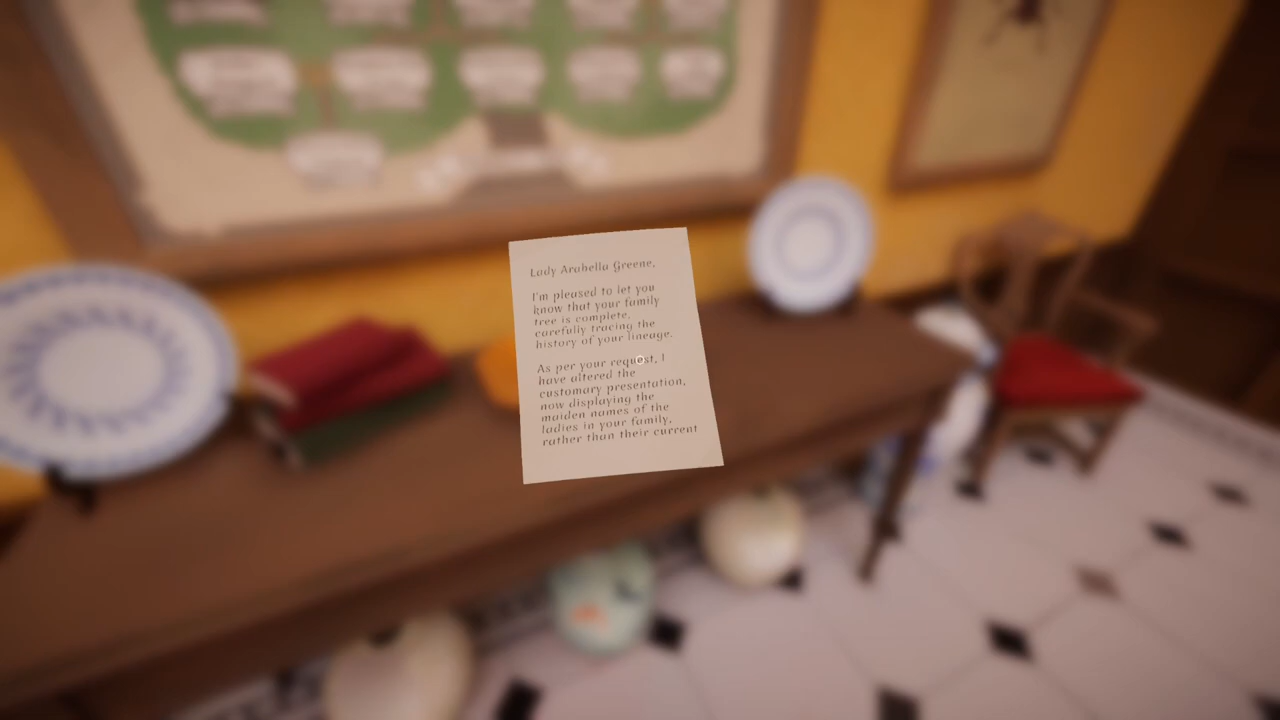 Lady Arabella Greene,
I'm pleased to let you
know that your family
tree is complete,
carefully tracing the
history of your lineage.
As per your request, I
have altered the
customary presentation,
now displaying the
maiden names of the
ladies in your family,
rather than their current